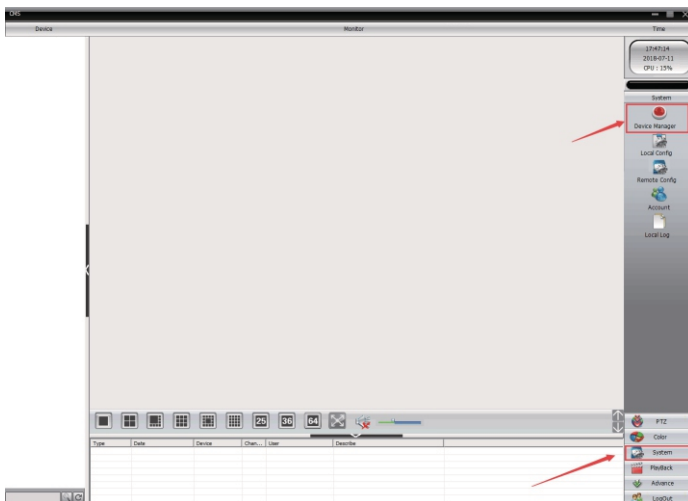 CMS
Device Monitor Time
17:47:14
2018-07-11
CPU : 15%
System
Device Manager
Local Config
Remote Config
Account
Local Log
25 36 64
PTZ
Color
System
PlayBack
Advance
LogOut
Type Date Device Chan... User Describe